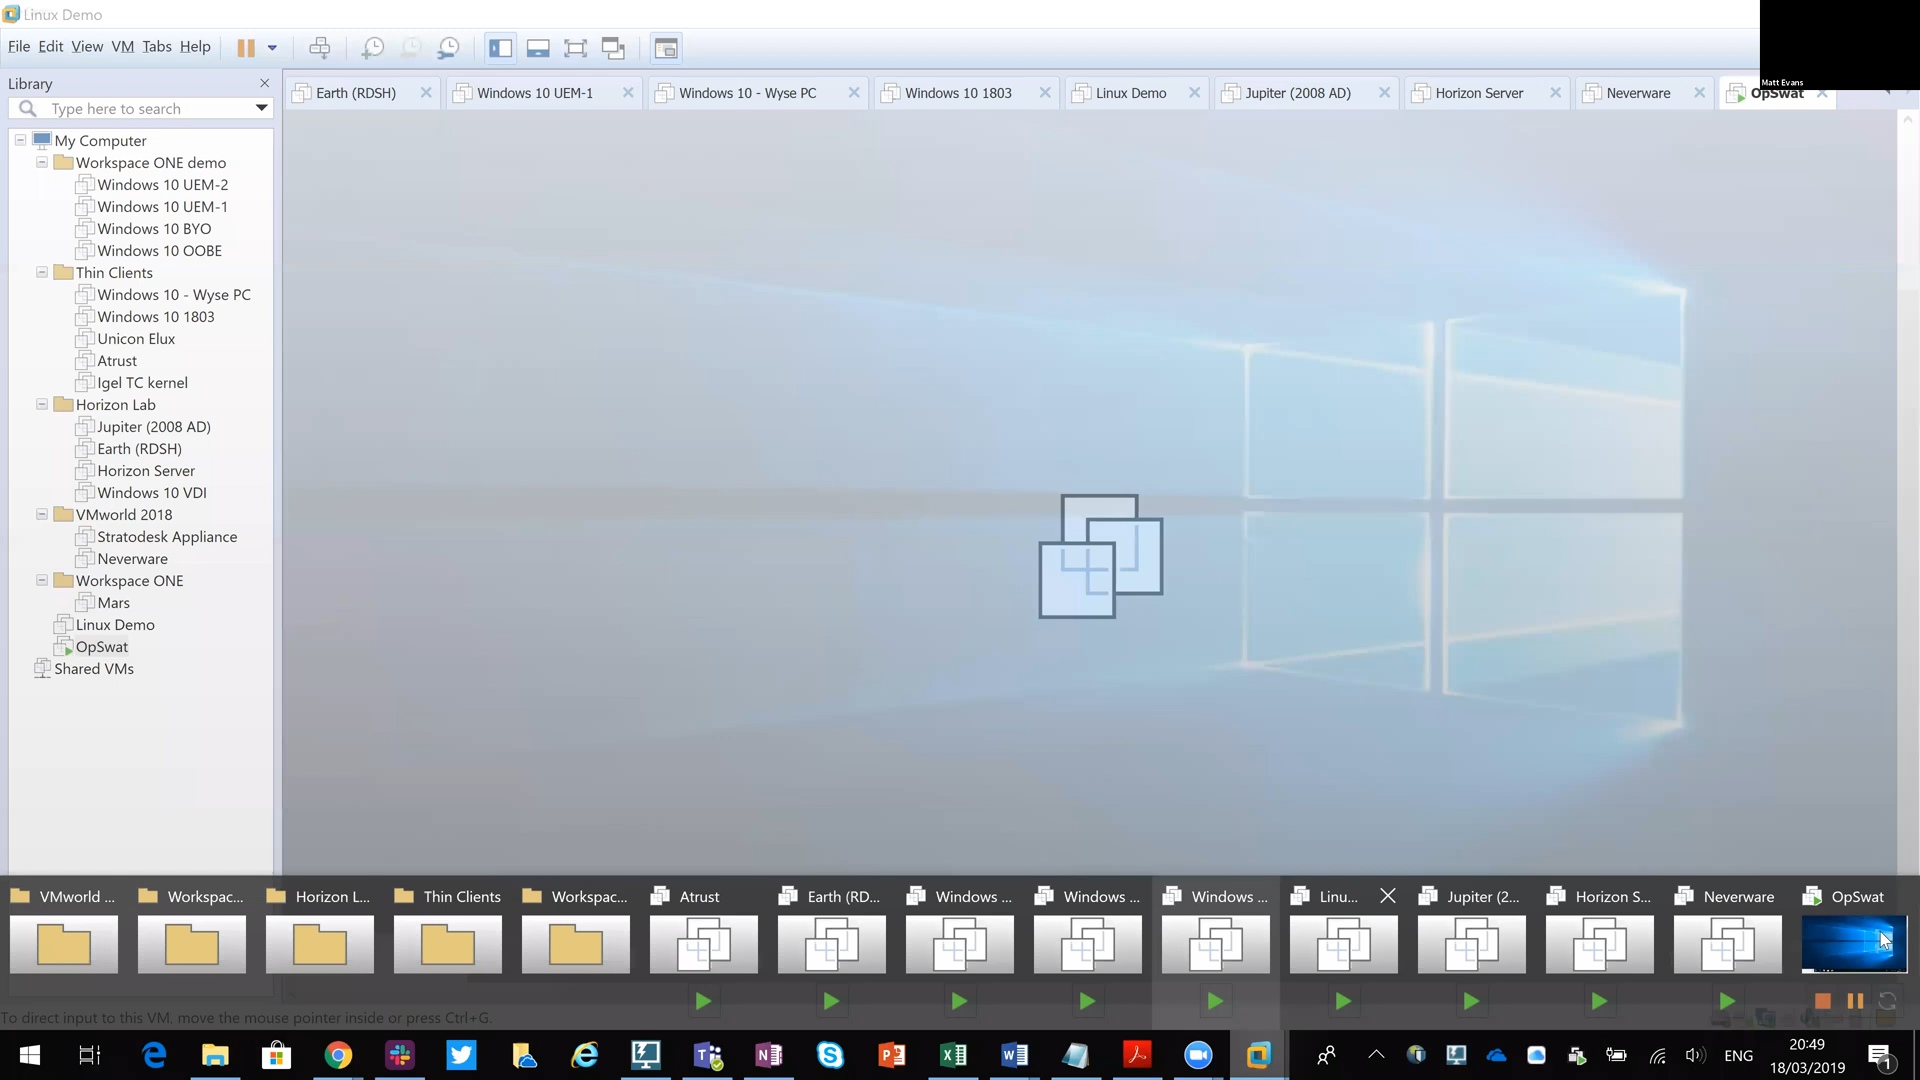 Linux Demo
File Edit View VM Tabs Help
Matt Evans
Library
Type here to search
Earth (RDSH)
Windows 10 UEM-1
Windows 10 - Wyse PC
Windows 10 1803
Linux Demo
Jupiter (2008 AD)
Horizon Server
Neverware
OpSwat
My Computer
Workspace ONE demo
Windows 10 UEM-2
Windows 10 UEM-1
Windows 10 BYO
Windows 10 OOBE
Thin Clients
Windows 10 - Wyse PC
Windows 10 1803
Unicon Elux
Atrust
Igel TC kernel
Horizon Lab
Jupiter (2008 AD)
Earth (RDSH)
Horizon Server
Windows 10 VDI
VMworld 2018
Stratodesk Appliance
Neverware
Workspace ONE
Mars
Linux Demo
OpSwat
Shared VMs
VMworld ...
Workspac...
Horizon L...
Thin Clients
Workspac...
Atrust
Earth (RD...
Windows ...
Windows ...
Windows ...
Linu...
Jupiter (2...
Horizon S...
Neverware
OpSwat
To direct input to this VM, move the mouse pointer inside or press Ctrl+G.
ENG
20:49
18/03/2019
1